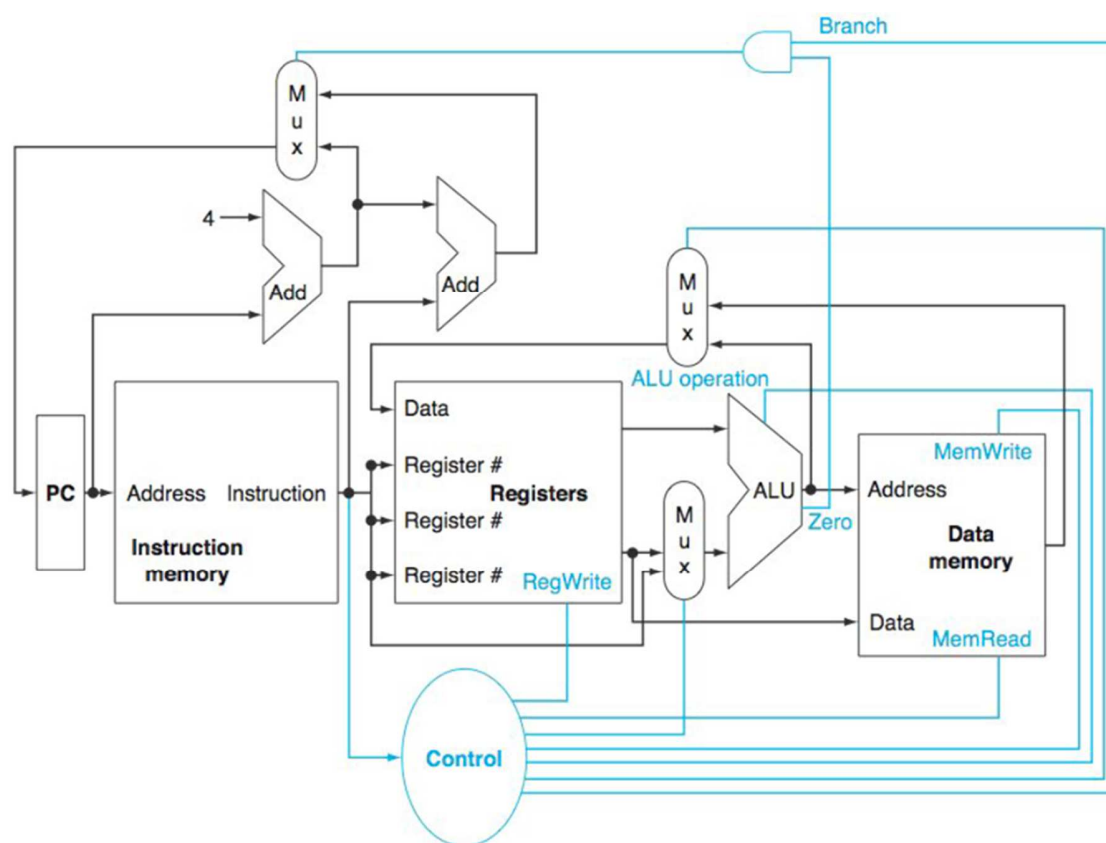 Branch
M
u
x
4
Add
Add
M
u
x
ALU operation
Data
Register #
Register #
Register #
Registers
RegWrite
PC
Address
Instruction
Instruction
memory
M
u
x
ALU
Zero
MemWrite
Address
Data
memory
Data
MemRead
Control